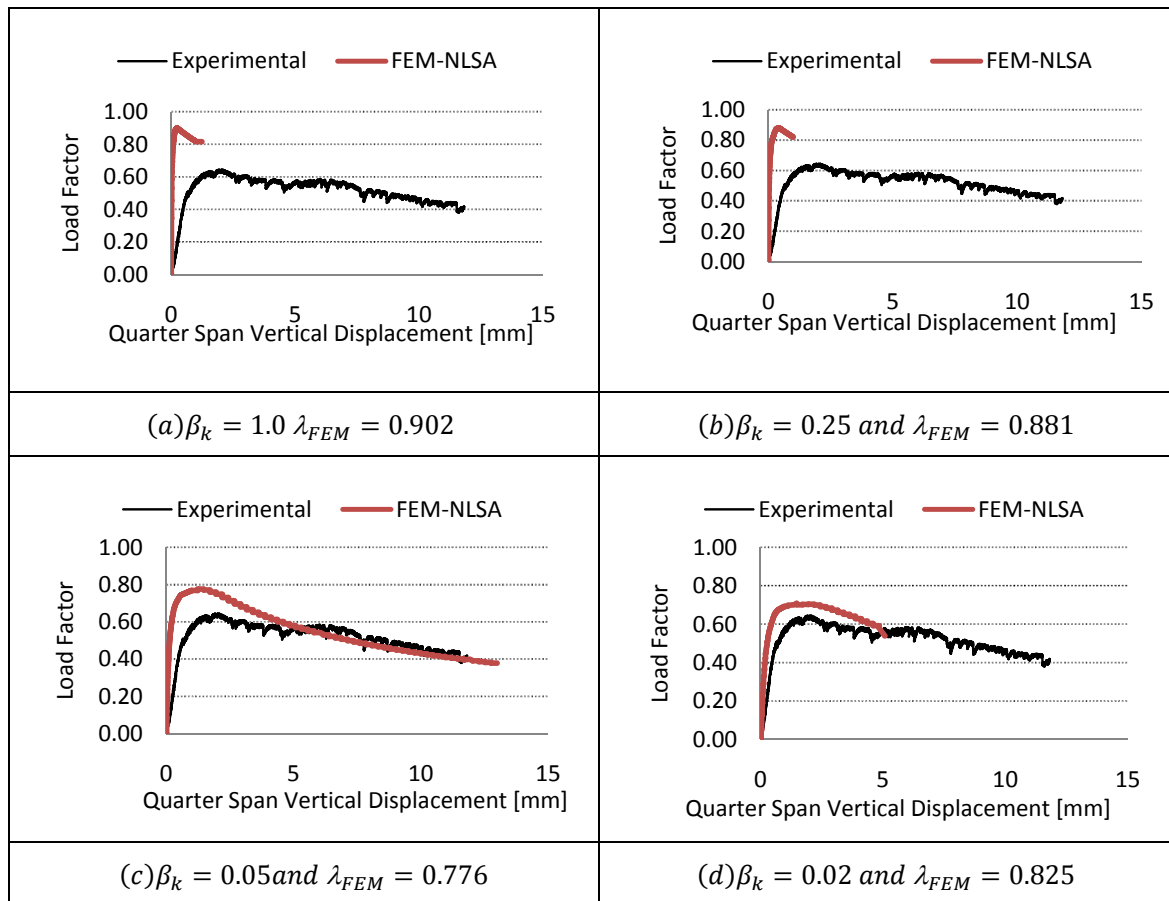 Experimental FEM-NLSA
1.00
0.80
0.60
0.40
0.20
0.00
Load Factor
0 5 10 15
Quarter Span Vertical Displacement [mm]
(a)βₖ = 1.0 λ_FEM = 0.902
Experimental FEM-NLSA
1.00
0.80
0.60
0.40
0.20
0.00
Load Factor
0 5 10 15
Quarter Span Vertical Displacement [mm]
(b)βₖ = 0.25 and λ_FEM = 0.881
Experimental FEM-NLSA
1.00
0.80
0.60
0.40
0.20
0.00
Load Factor
0 5 10 15
Quarter Span Vertical Displacement [mm]
(c)βₖ = 0.05and λ_FEM = 0.776
Experimental FEM-NLSA
1.00
0.80
0.60
0.40
0.20
0.00
Load Factor
0 5 10 15
Quarter Span Vertical Displacement [mm]
(d)βₖ = 0.02 and λ_FEM = 0.825